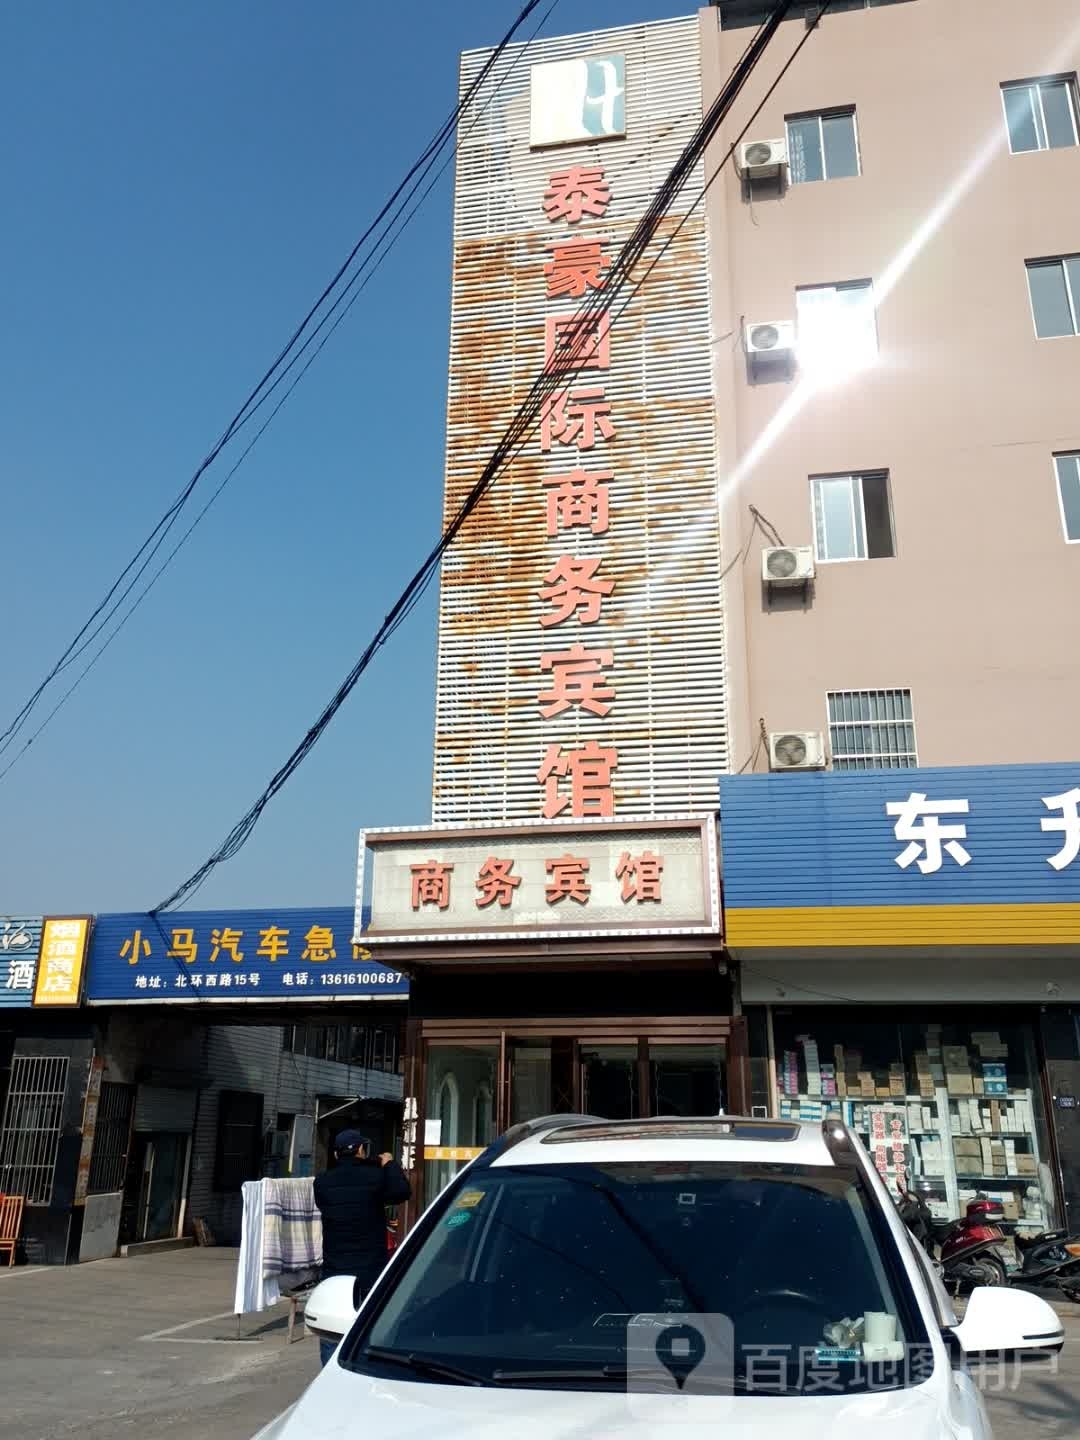 泰豪国际商务宾馆
商务宾馆
东升
小马汽车急修
地址：北环西路15号 电话：13616100687
烟酒商店
酒
百度地图用户